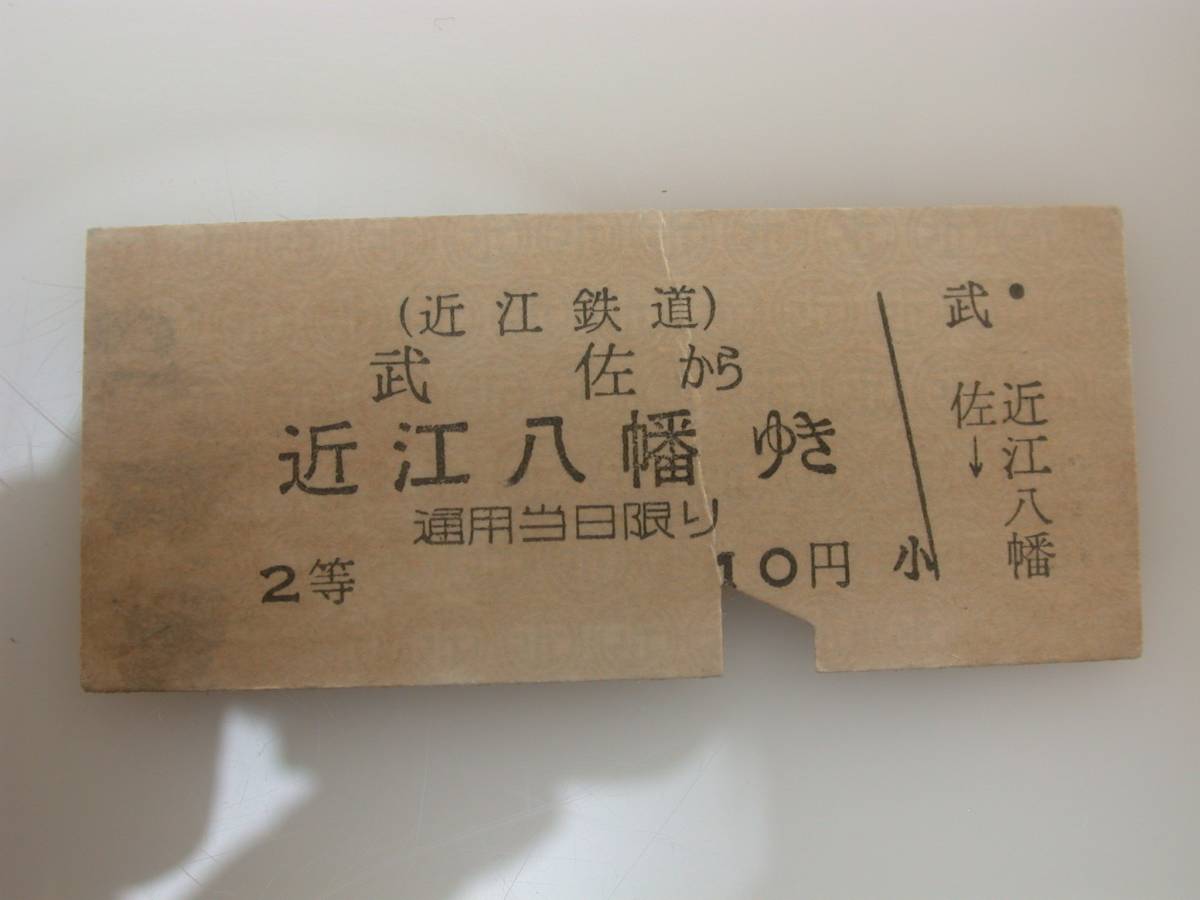 (近江鉄道)
武佐から
近江八幡ゆき
通用当日限り
2等 10円 小
武佐→
近江八幡